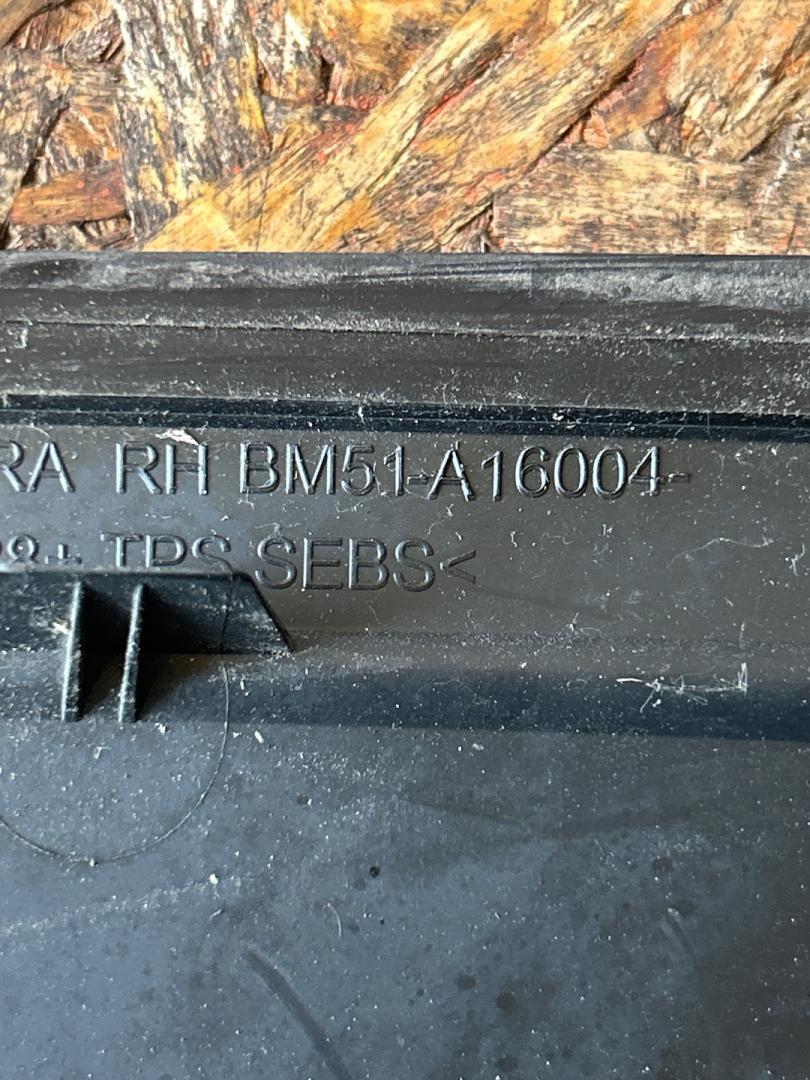 RA RH BM51-A16004-
TPS SEBS<